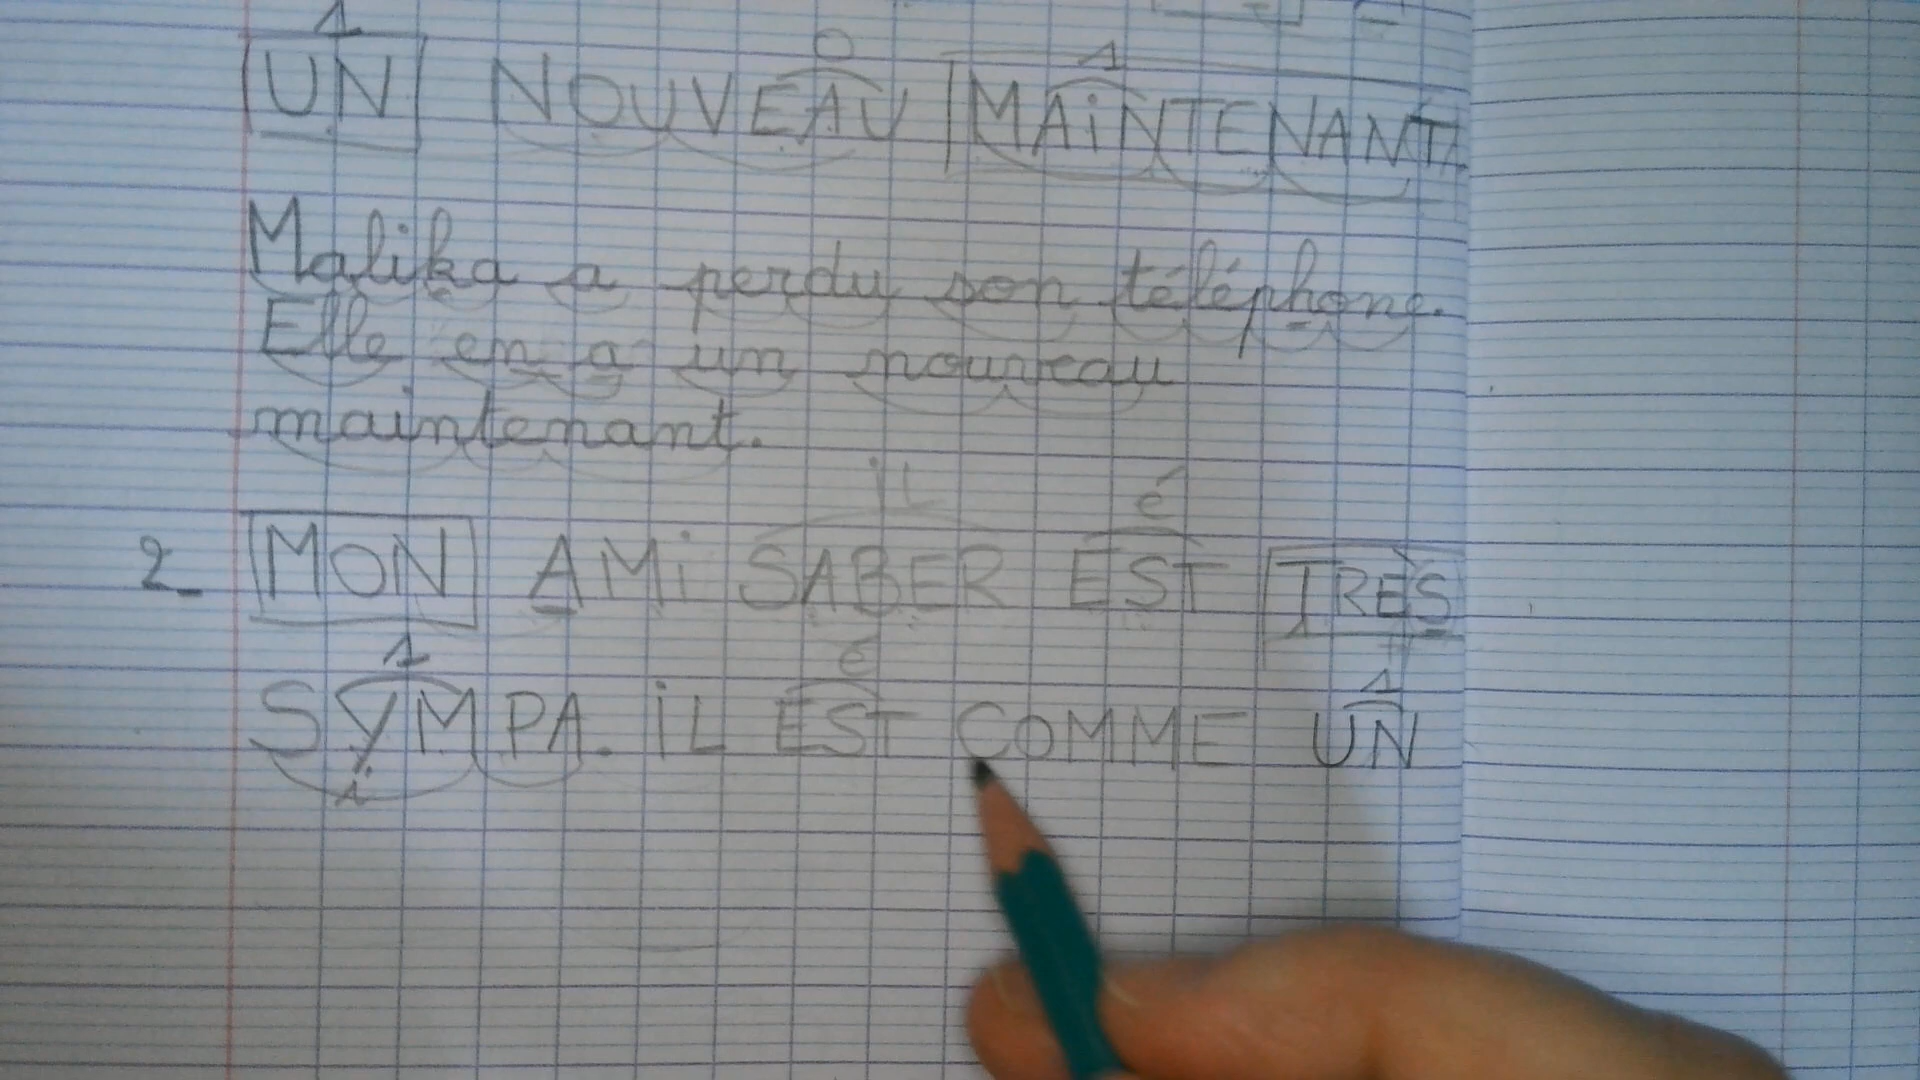 1
UN NOUVEAU MAINTENANT
Malika a perdu son téléphone.
Elle en a un nouveau
maintenant.
2 MON AMI SABER EST TRÈS
SYMPA. IL EST COMME UN